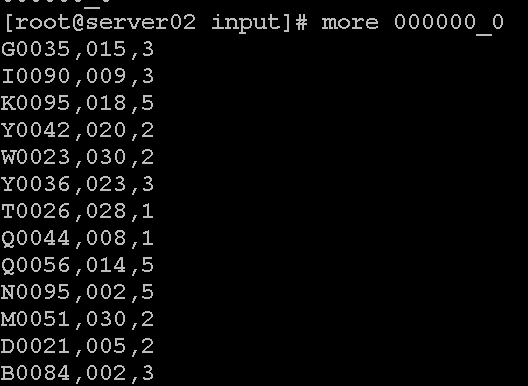 [root@server02 input]# more 000000_0
G0035,015,3
I0090,009,3
K0095,018,5
Y0042,020,2
W0023,030,2
Y0036,023,3
T0026,028,1
Q0044,008,1
Q0056,014,5
N0095,002,5
M0051,030,2
D0021,005,2
B0084,002,3